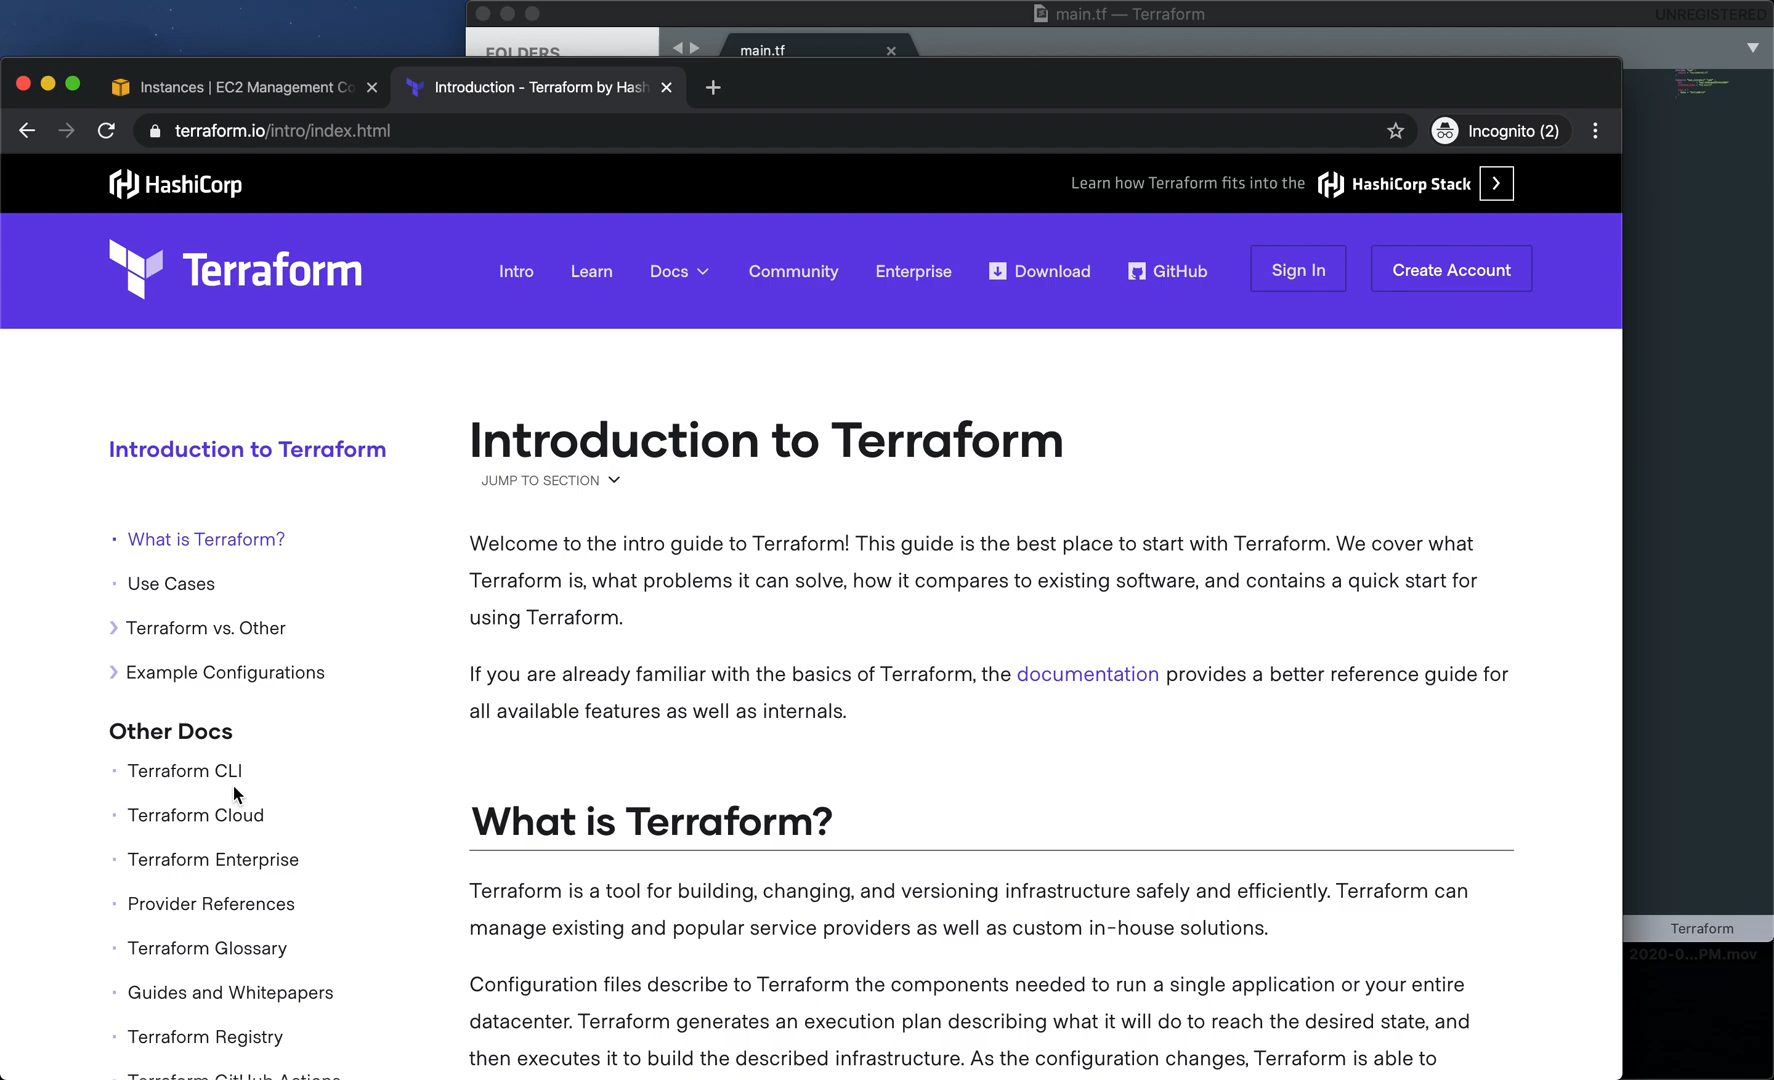 main.tf — Terraform
UNREGISTERED
FOLDERS
main.tf
Instances | EC2 Management Co
Introduction - Terraform by Hash
terraform.io/intro/index.html
Incognito (2)
HashiCorp
Learn how Terraform fits into the HashiCorp Stack
Terraform
Intro
Learn
Docs
Community
Enterprise
Download
GitHub
Sign In
Create Account
Introduction to Terraform
What is Terraform?
Use Cases
Terraform vs. Other
Example Configurations
Other Docs
Terraform CLI
Terraform Cloud
Terraform Enterprise
Provider References
Terraform Glossary
Guides and Whitepapers
Terraform Registry
Terraform GitHub Actions
Introduction to Terraform
JUMP TO SECTION
Welcome to the intro guide to Terraform! This guide is the best place to start with Terraform. We cover what
Terraform is, what problems it can solve, how it compares to existing software, and contains a quick start for
using Terraform.
If you are already familiar with the basics of Terraform, the documentation provides a better reference guide for
all available features as well as internals.
What is Terraform?
Terraform is a tool for building, changing, and versioning infrastructure safely and efficiently. Terraform can
manage existing and popular service providers as well as custom in-house solutions.
Configuration files describe to Terraform the components needed to run a single application or your entire
datacenter. Terraform generates an execution plan describing what it will do to reach the desired state, and
then executes it to build the described infrastructure. As the configuration changes, Terraform is able to
Terraform
2020-0...PM.mov